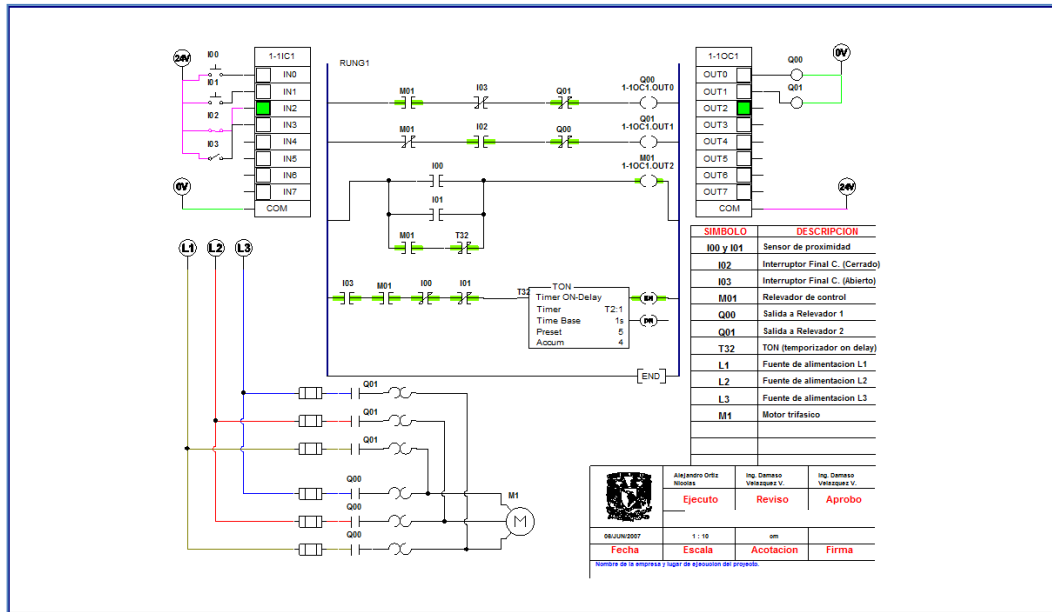 24V
I00
I01
I02
I03
0V
1-1IC1
IN0
IN1
IN2
IN3
IN4
IN5
IN6
IN7
COM
L1
L2
L3
RUNG1
M01
I03
Q01
Q00
1-1OC1.OUT0
M01
I02
Q00
Q01
1-1OC1.OUT1
I00
M01
1-1OC1.OUT2
I01
M01
T32
I03
M01
I00
I01
T32
TON
Timer ON-Delay
Timer T2:1
Time Base 1s
Preset 5
Accum 4
EN
DN
END
1-1OC1
OUT0
OUT1
OUT2
OUT3
OUT4
OUT5
OUT6
OUT7
COM
Q00
Q01
0V
24V
SIMBOLO DESCRIPCION
I00 y I01 Sensor de proximidad
I02 Interruptor Final C. (Cerrado)
I03 Interruptor Final C. (Abierto)
M01 Relevador de control
Q00 Salida a Relevador 1
Q01 Salida a Relevador 2
T32 TON (temporizador on delay)
L1 Fuente de alimentacion L1
L2 Fuente de alimentacion L2
L3 Fuente de alimentacion L3
M1 Motor trifasico
Q01
Q01
Q01
Q00
Q00
Q00
M1
M
Alejandro Ortiz
Nicolas
Ejecuto
Ing. Damaso
Velazquez V.
Reviso
Ing. Damaso
Velazquez V.
Aprobo
08/JUN/2007 1 : 10 cm
Fecha Escala Acotacion Firma
Nombre de la empresa y lugar de ejecucion del proyecto.